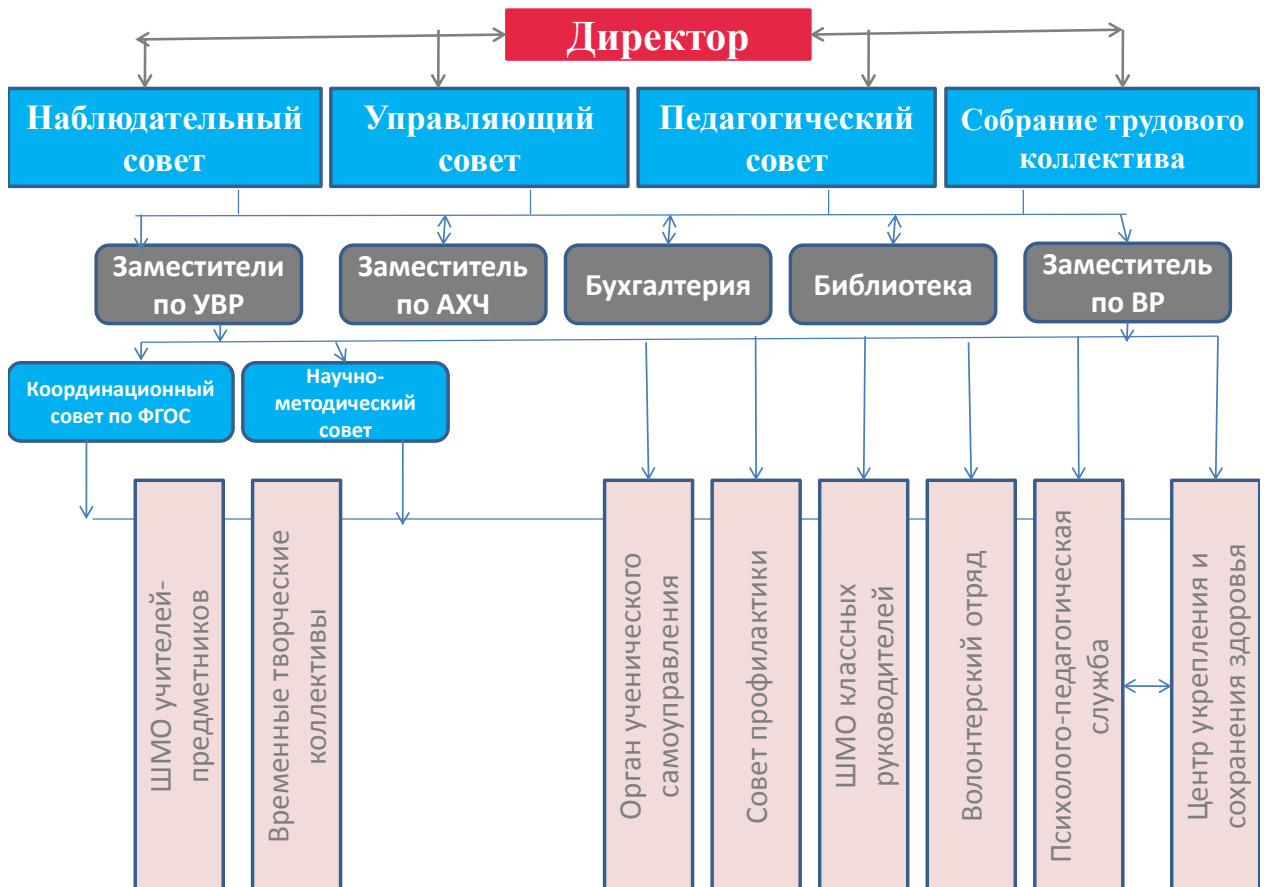 Директор
Наблюдательный
совет
Управляющий
совет
Педагогический
совет
Собрание трудового
коллектива
Заместители
по УВР
Заместитель
по АХЧ
Бухгалтерия
Библиотека
Заместитель
по ВР
Координационный
совет по ФГОС
Научно-
методический
совет
ШМО учителей-
предметников
Временные творческие
коллективы
Орган ученического
самоуправления
Совет профилактики
ШМО классных
руководителей
Волонтерский отряд
Психолого-педагогическая
служба
Центр укрепления и
сохранения здоровья